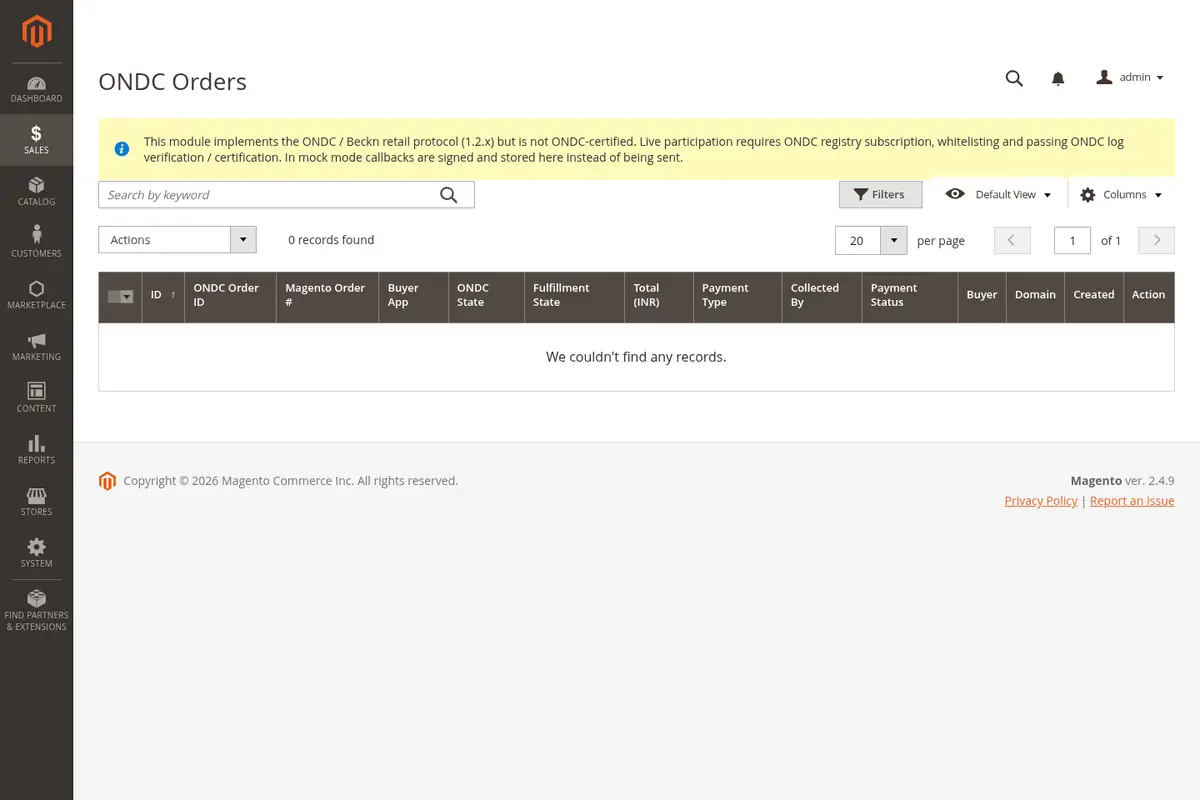 DASHBOARD
SALES
CATALOG
CUSTOMERS
MARKETPLACE
MARKETING
CONTENT
REPORTS
STORES
SYSTEM
FIND PARTNERS
& EXTENSIONS
ONDC Orders
admin
This module implements the ONDC / Beckn retail protocol (1.2.x) but is not ONDC-certified. Live participation requires ONDC registry subscription, whitelisting and passing ONDC log
verification / certification. In mock mode callbacks are signed and stored here instead of being sent.
Search by keyword
Filters
Default View
Columns
Actions
0 records found
20
per page
1
of 1
ID ↑
ONDC Order
ID
Magento Order
#
Buyer
App
ONDC
State
Fulfillment
State
Total
(INR)
Payment
Type
Collected
By
Payment
Status
Buyer
Domain
Created
Action
We couldn't find any records.
Copyright © 2026 Magento Commerce Inc. All rights reserved.
Magento ver. 2.4.9
Privacy Policy | Report an Issue